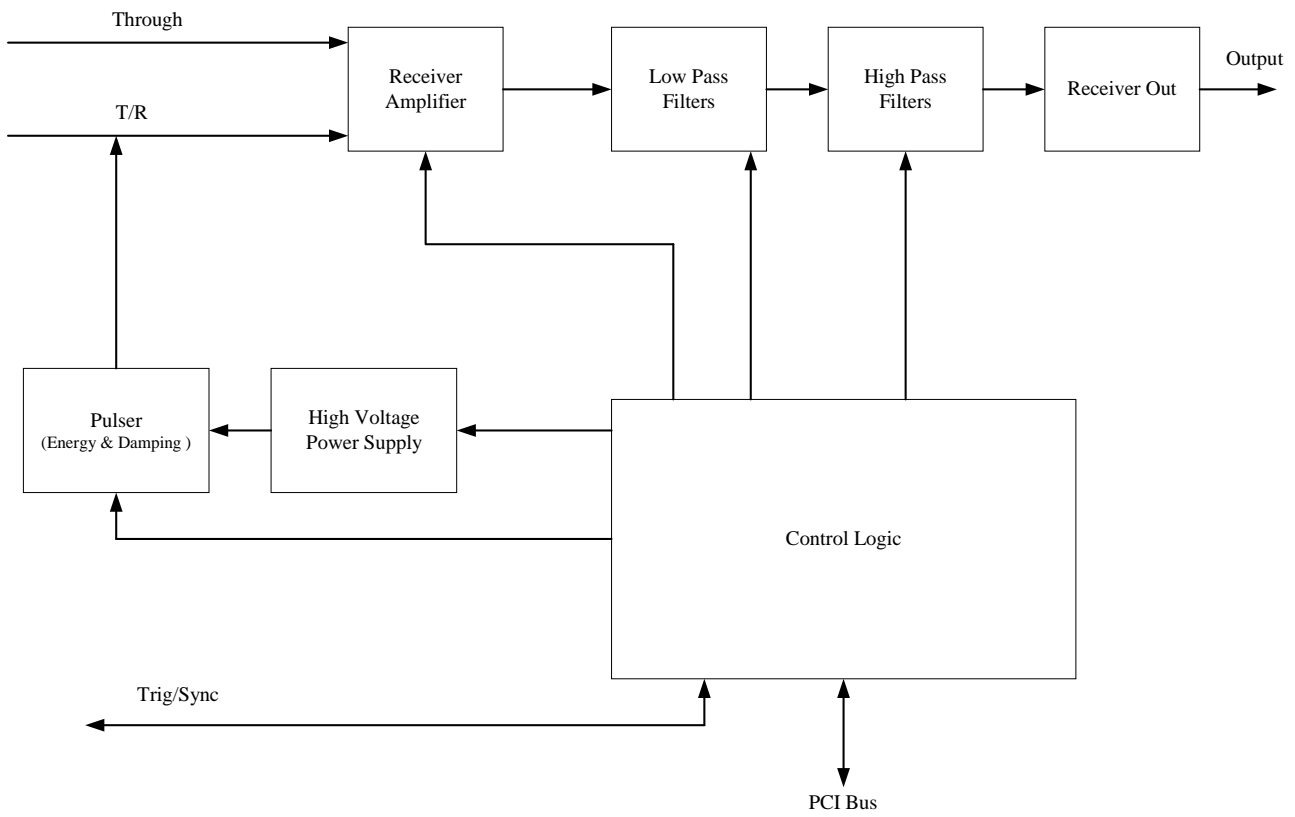 Through
Receiver
Amplifier
Low Pass
Filters
High Pass
Filters
Receiver Out
Output
T/R
Pulser
(Energy & Damping )
High Voltage
Power Supply
Control Logic
Trig/Sync
PCI Bus